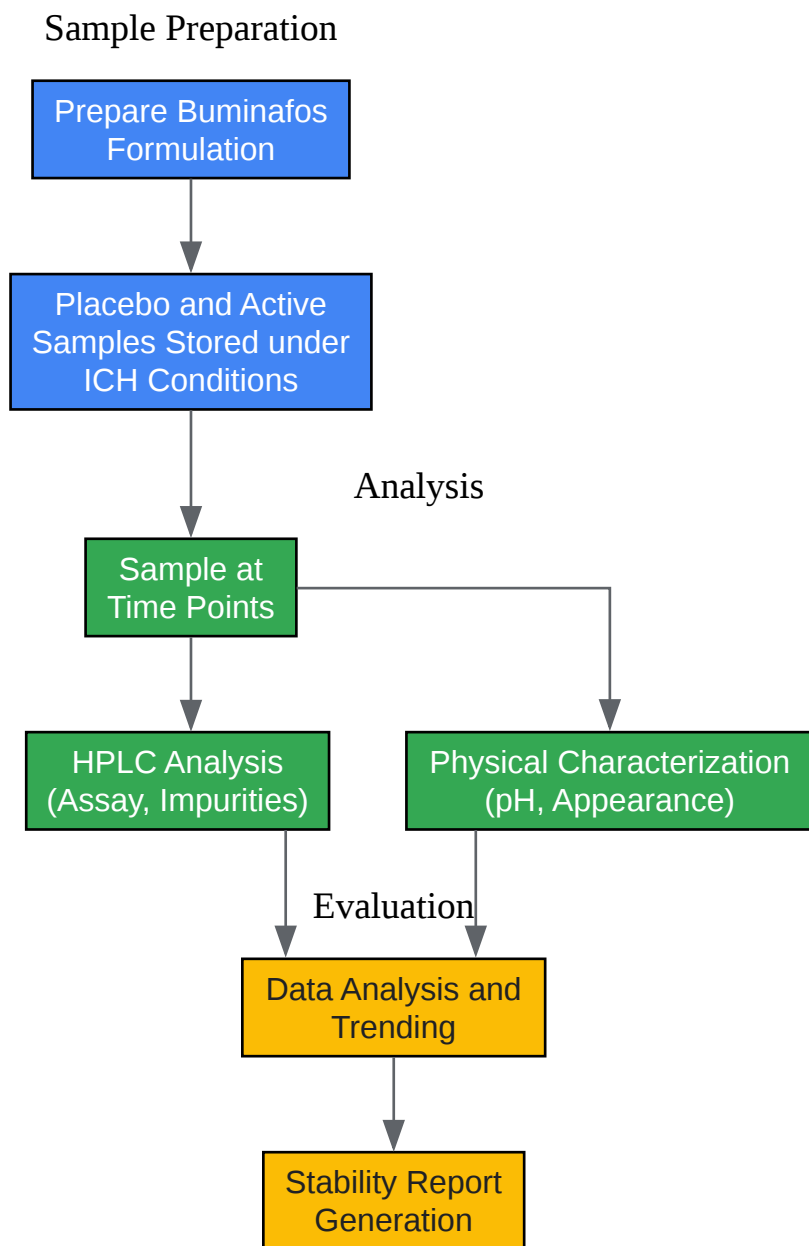 Sample Preparation
Prepare Buminafos
Formulation
Placebo and Active
Samples Stored under
ICH Conditions
Analysis
Sample at
Time Points
HPLC Analysis
(Assay, Impurities)
Physical Characterization
(pH, Appearance)
Evaluation
Data Analysis and
Trending
Stability Report
Generation